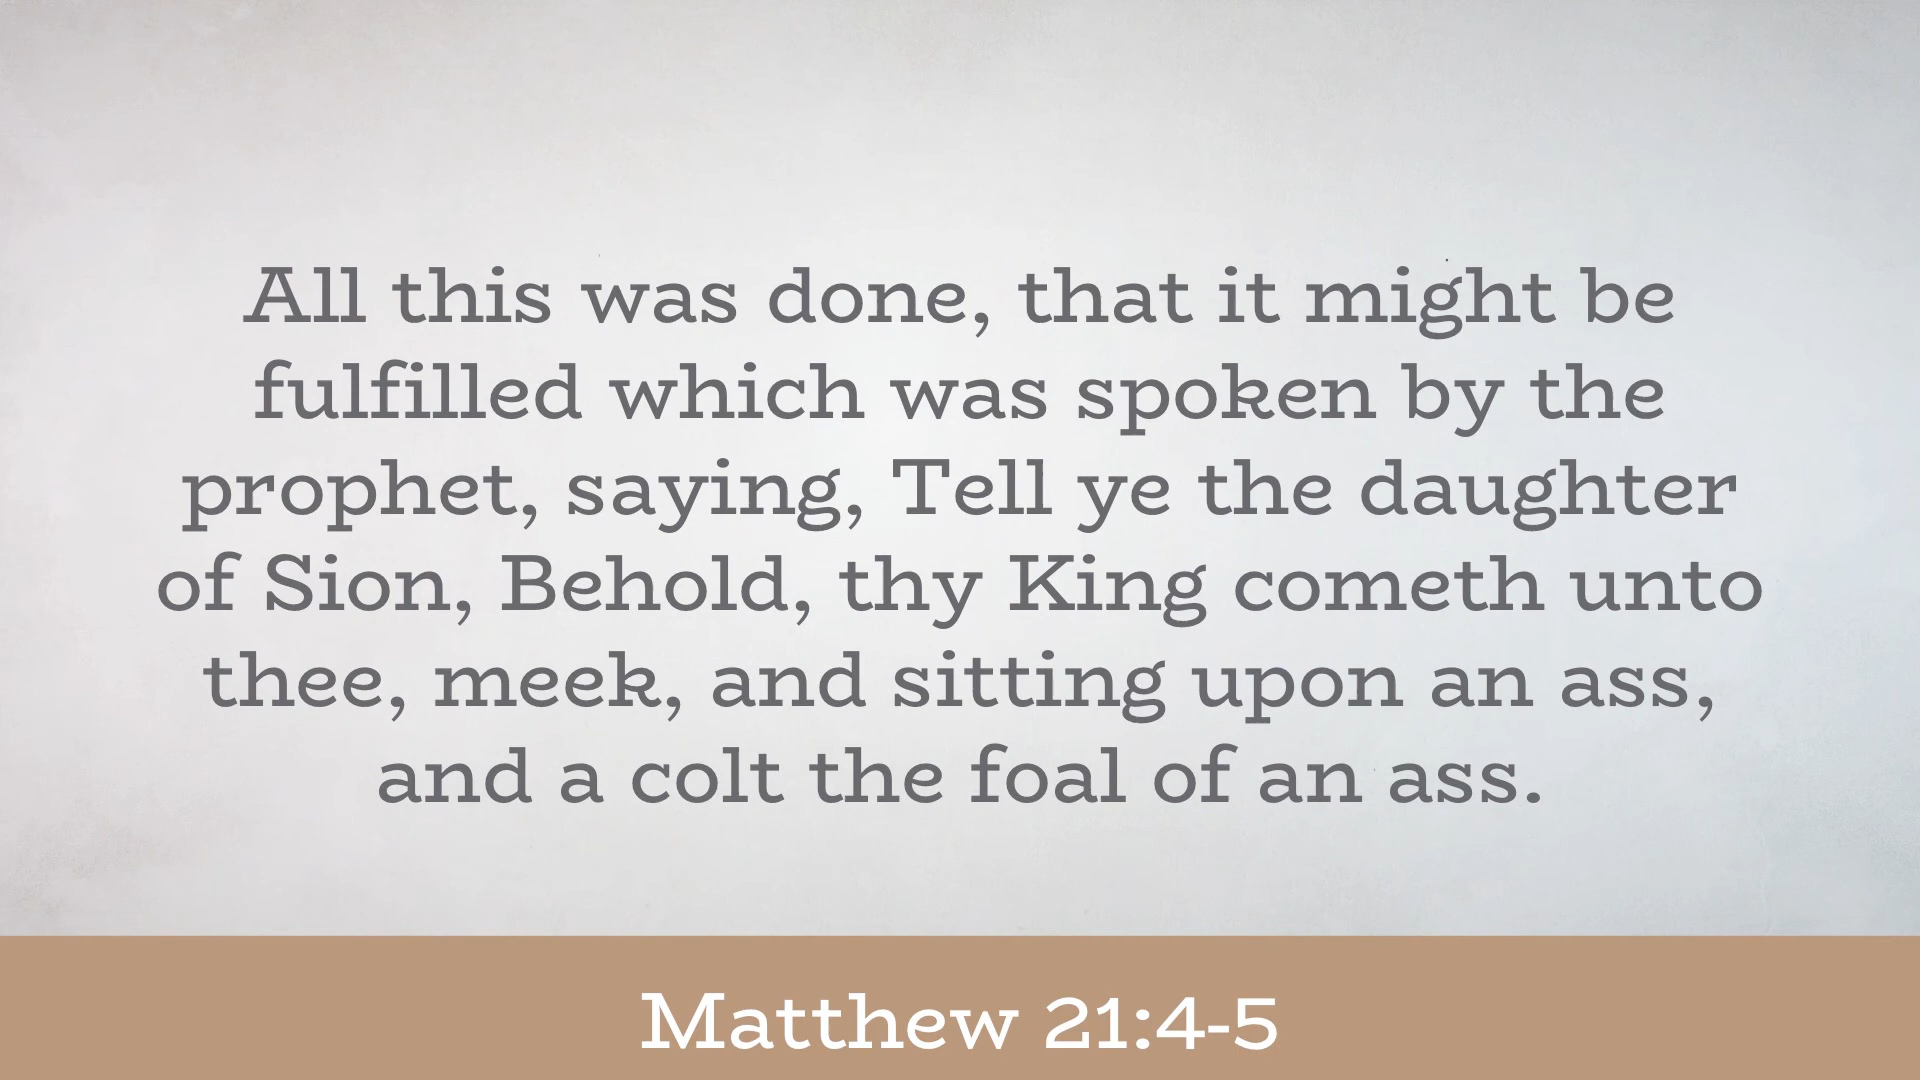 All this was done, that it might be
fulfilled which was spoken by the
prophet, saying, Tell ye the daughter
of Sion, Behold, thy King cometh unto
thee, meek, and sitting upon an ass,
and a colt the foal of an ass.
Matthew 21:4-5